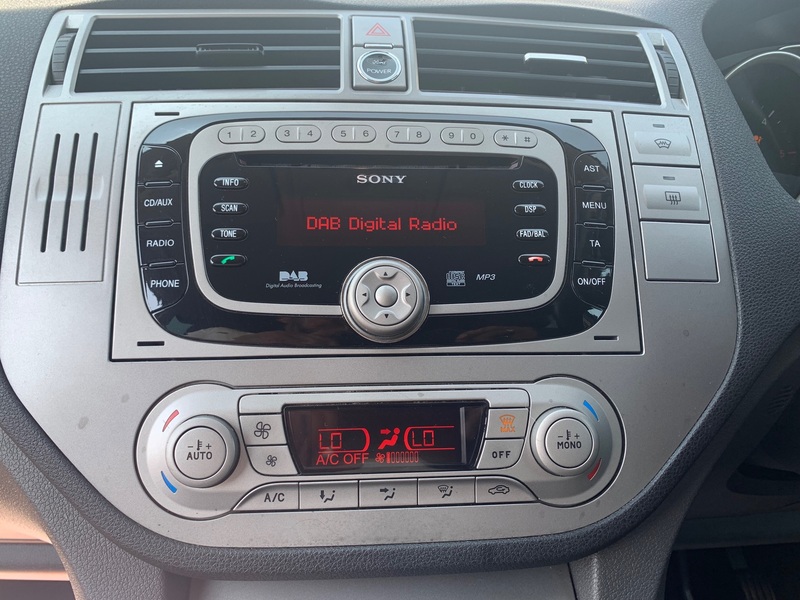 Ford
POWER
1 2 3 4 5 6 7 8 9 0 * #
SONY
INFO
SCAN
TONE
CLOCK
DSP
FAD/BAL
CD/AUX
RADIO
PHONE
AST
MENU
TA
ON/OFF
DAB Digital Radio
DAB
Digital Audio Broadcasting
MP3
- +
AUTO
LO LO
A/C OFF
MAX
OFF
- +
MONO
A/C